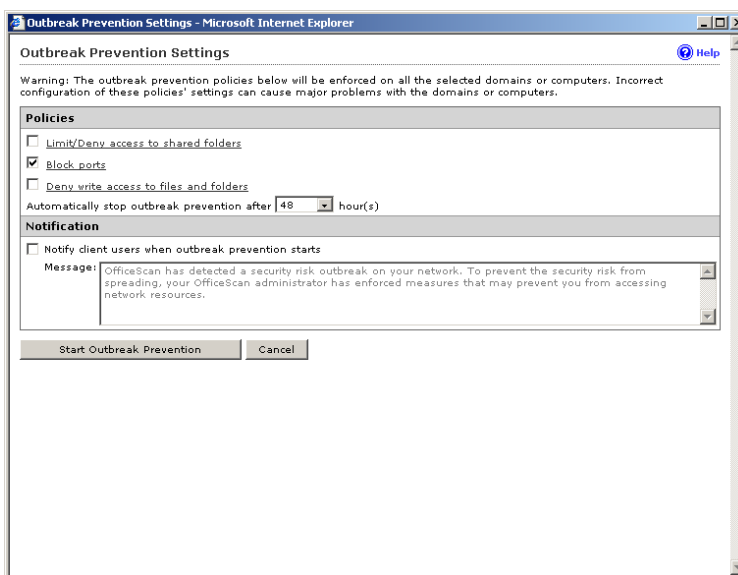 Outbreak Prevention Settings - Microsoft Internet Explorer
Outbreak Prevention Settings
Help
Warning: The outbreak prevention policies below will be enforced on all the selected domains or computers. Incorrect
configuration of these policies' settings can cause major problems with the domains or computers.
Policies
Limit/Deny access to shared folders
Block ports
Deny write access to files and folders
Automatically stop outbreak prevention after 48 hour(s)
Notification
Notify client users when outbreak prevention starts
Message: OfficeScan has detected a security risk outbreak on your network. To prevent the security risk from
spreading, your OfficeScan administrator has enforced measures that may prevent you from accessing
network resources.
Start Outbreak Prevention Cancel